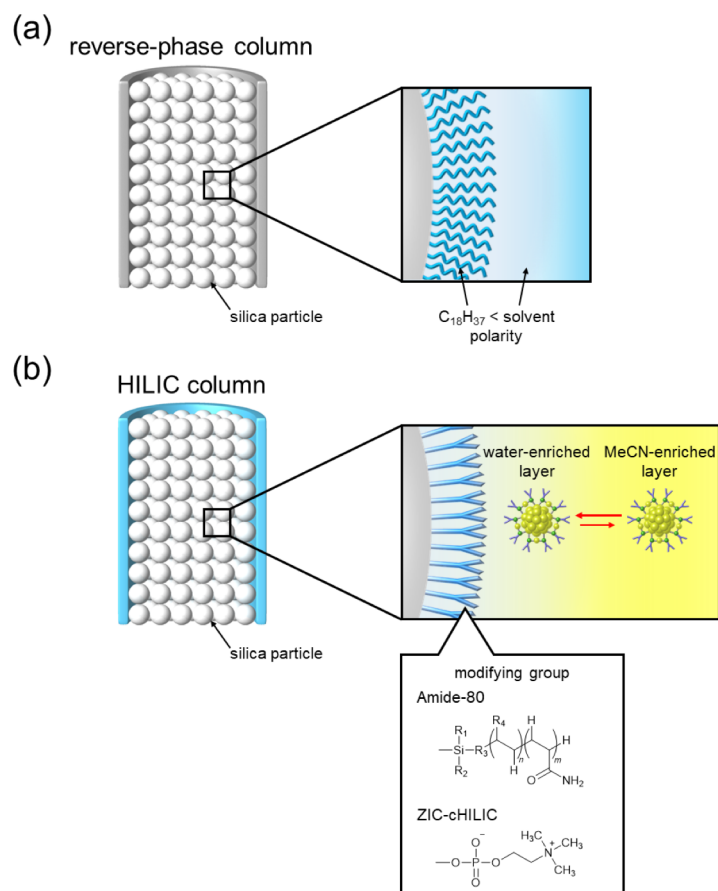 (a)
reverse-phase column
silica particle
C₁₈H₃₇ < solvent
polarity
(b)
HILIC column
water-enriched
layer
MeCN-enriched
layer
silica particle
modifying group
Amide-80
R₄ H
R₁ H
Si R₃ n m
R₂ H O NH₂
ZIC-cHILIC
O⁻ H₃C CH₃
O P O N⁺
O CH₃